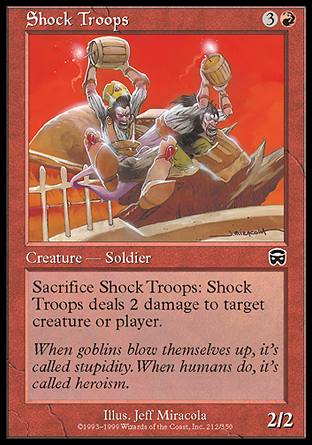 Shock Troops 3
J. MIRACOLA
Creature — Soldier
Sacrifice Shock Troops: Shock
Troops deals 2 damage to target
creature or player.
When goblins blow themselves up, it's
called stupidity. When humans do, it's
called heroism.
Illus. Jeff Miracola
©1993–1999 Wizards of the Coast, Inc. 212/350
2/2